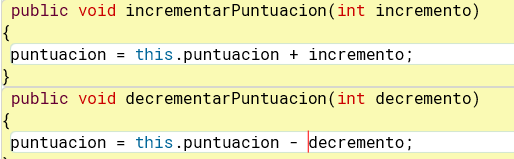 public void incrementarPuntuacion(int incremento)
{
puntuacion = this.puntuacion + incremento;
}
public void decrementarPuntuacion(int decremento)
{
puntuacion = this.puntuacion - decremento;